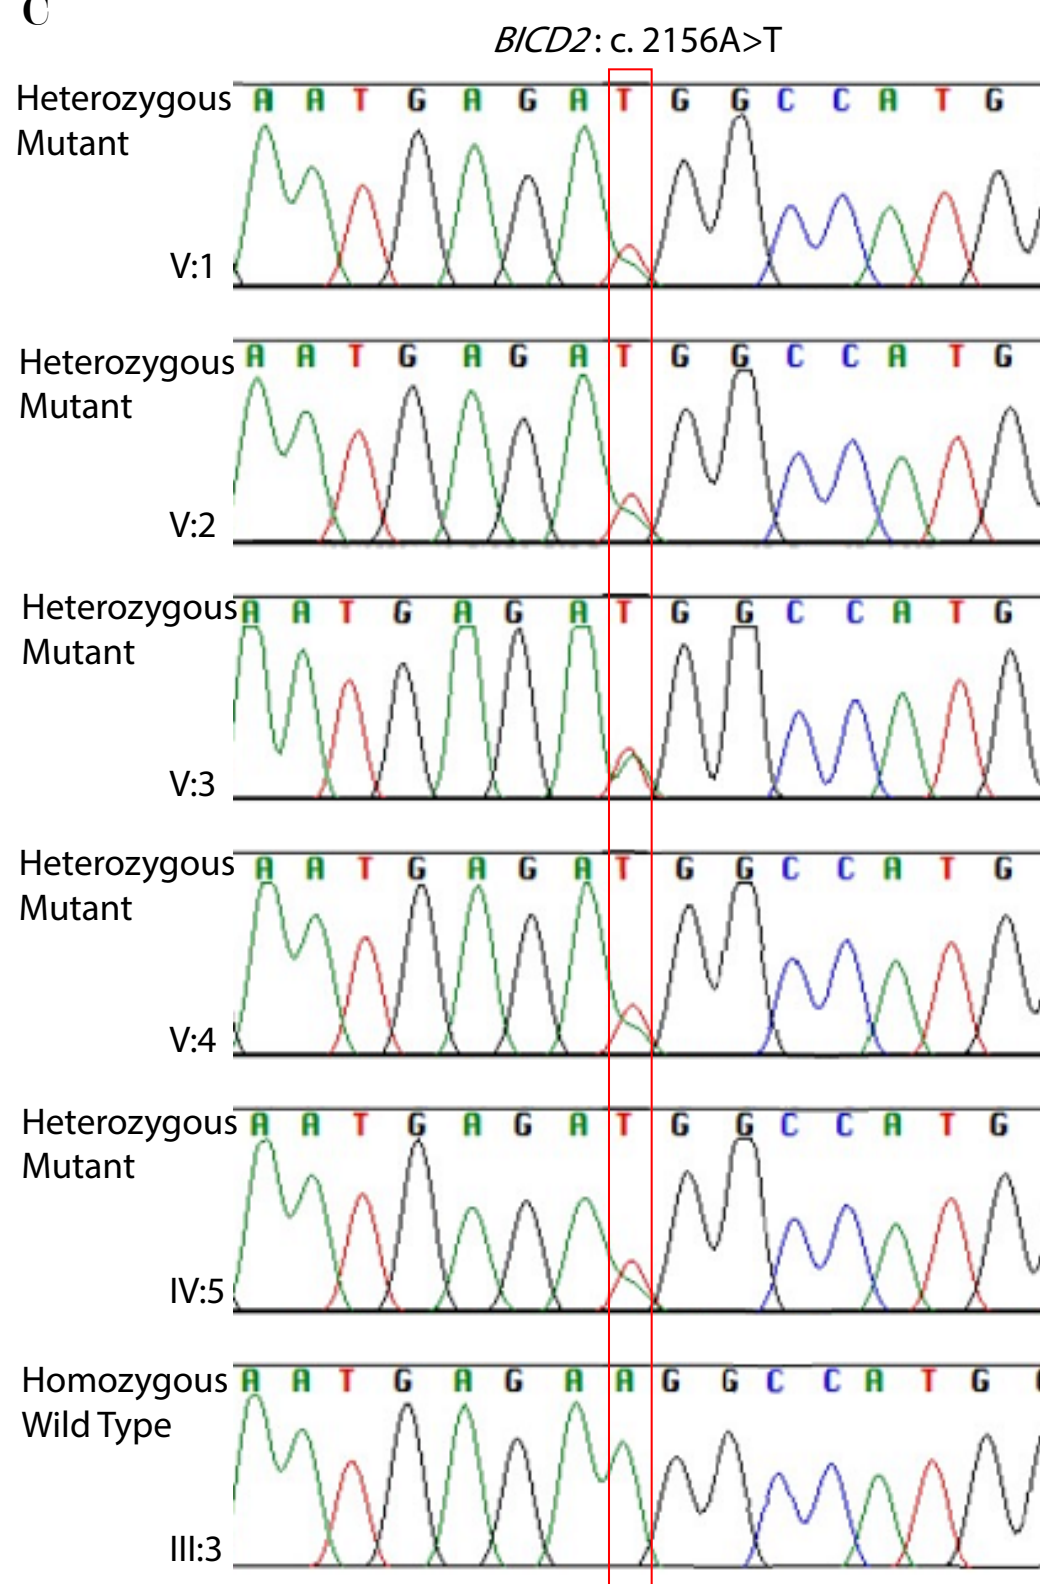 C
BICD2 : c. 2156A>T
Heterozygous
Mutant
A A T G A G A T G G C C A T G
V:1
Heterozygous
Mutant
A A T G A G A T G G C C A T G
V:2
Heterozygous
Mutant
A A T G A G A T G G C C A T G
V:3
Heterozygous
Mutant
A A T G A G A T G G C C A T G
V:4
Heterozygous
Mutant
A A T G A G A T G G C C A T G
IV:5
Homozygous
Wild Type
A A T G A G A A G G C C A T G
III:3